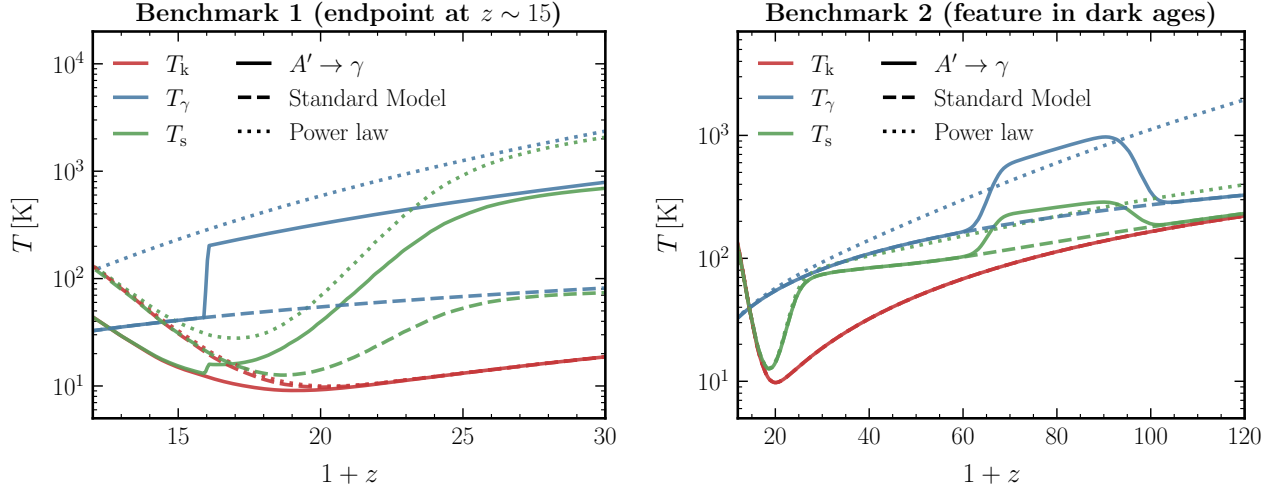 Benchmark 1 (endpoint at z ∼ 15)
T_k
A′ → γ
T_γ
Standard Model
T_s
Power law
10^4
10^3
10^2
10^1
T [K]
15
20
25
30
1 + z
Benchmark 2 (feature in dark ages)
T_k
A′ → γ
T_γ
Standard Model
T_s
Power law
10^3
10^2
10^1
T [K]
20
40
60
80
100
120
1 + z